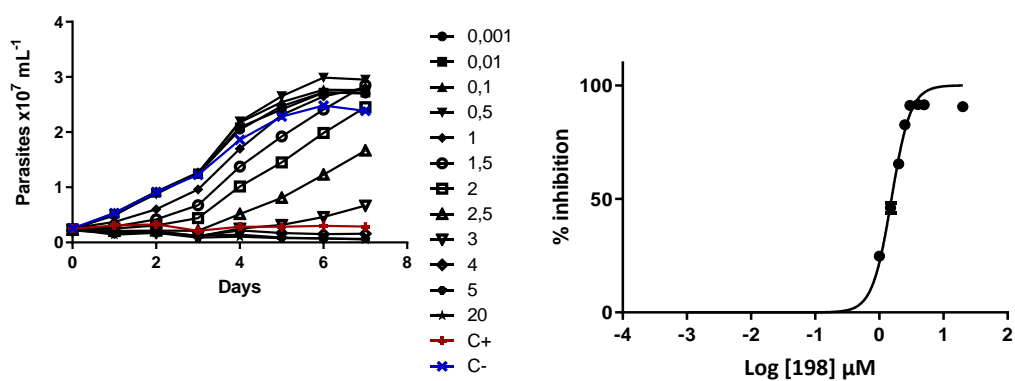 4
3
2
1
0
Parasites x10⁷ mL⁻¹
0 2 4 6 8
Days
0,001
0,01
0,1
0,5
1
1,5
2
2,5
3
4
5
20
C+
C-
100
50
0
% inhibition
-4 -3 -2 -1 0 1 2
Log [198] µM